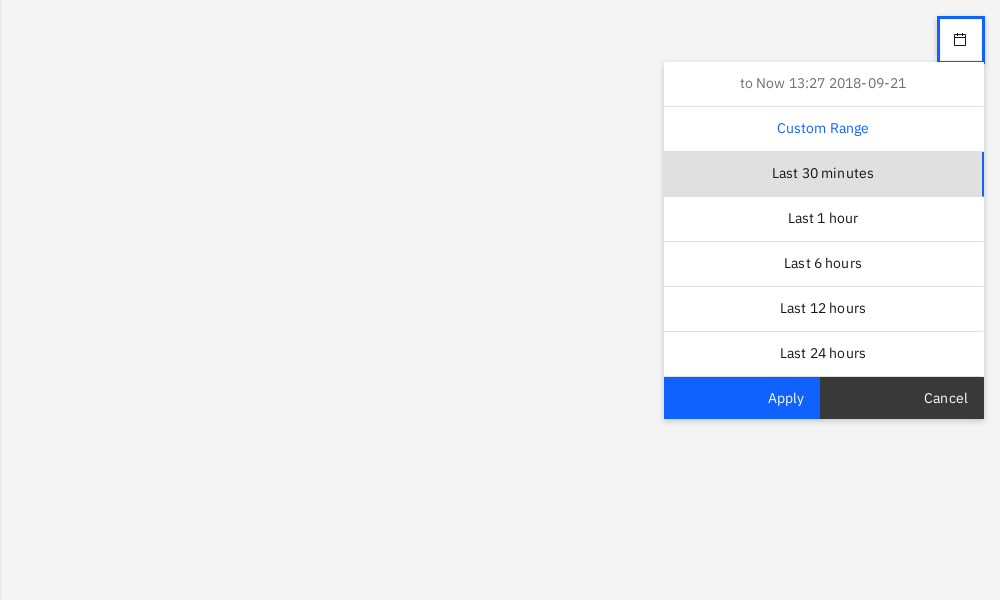 to Now 13:27 2018-09-21
Custom Range
Last 30 minutes
Last 1 hour
Last 6 hours
Last 12 hours
Last 24 hours
Apply
Cancel